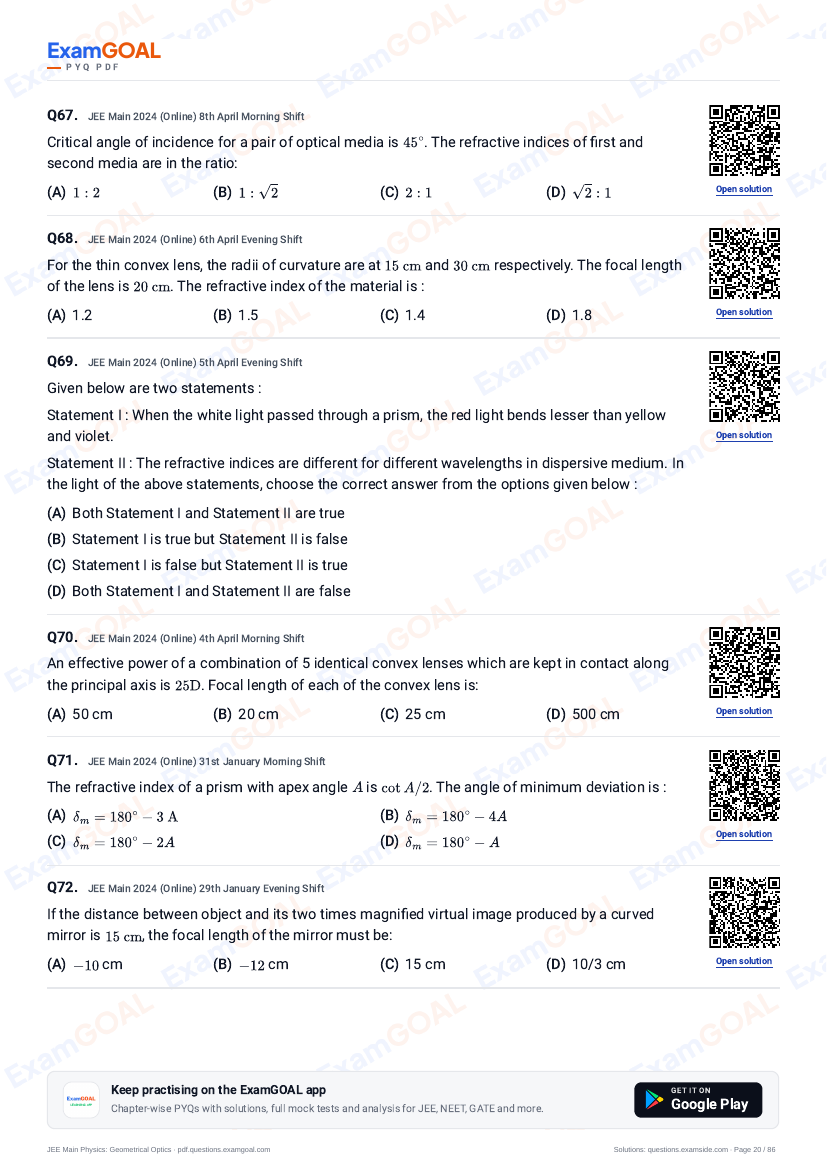 ExamGOAL
PYQ PDF
Q67. JEE Main 2024 (Online) 8th April Morning Shift
Critical angle of incidence for a pair of optical media is 45°. The refractive indices of first and
second media are in the ratio:
(A) 1 : 2 (B) 1 : √2 (C) 2 : 1 (D) √2 : 1
Open solution
Q68. JEE Main 2024 (Online) 6th April Evening Shift
For the thin convex lens, the radii of curvature are at 15 cm and 30 cm respectively. The focal length
of the lens is 20 cm. The refractive index of the material is :
(A) 1.2 (B) 1.5 (C) 1.4 (D) 1.8
Open solution
Q69. JEE Main 2024 (Online) 5th April Evening Shift
Given below are two statements :
Statement I : When the white light passed through a prism, the red light bends lesser than yellow
and violet.
Statement II : The refractive indices are different for different wavelengths in dispersive medium. In
the light of the above statements, choose the correct answer from the options given below :
(A) Both Statement I and Statement II are true
(B) Statement I is true but Statement II is false
(C) Statement I is false but Statement II is true
(D) Both Statement I and Statement II are false
Open solution
Q70. JEE Main 2024 (Online) 4th April Morning Shift
An effective power of a combination of 5 identical convex lenses which are kept in contact along
the principal axis is 25D. Focal length of each of the convex lens is:
(A) 50 cm (B) 20 cm (C) 25 cm (D) 500 cm
Open solution
Q71. JEE Main 2024 (Online) 31st January Morning Shift
The refractive index of a prism with apex angle A is cot A/2. The angle of minimum deviation is :
(A) δₘ = 180° − 3 A (B) δₘ = 180° − 4A
(C) δₘ = 180° − 2A (D) δₘ = 180° − A
Open solution
Q72. JEE Main 2024 (Online) 29th January Evening Shift
If the distance between object and its two times magnified virtual image produced by a curved
mirror is 15 cm, the focal length of the mirror must be:
(A) −10 cm (B) −12 cm (C) 15 cm (D) 10/3 cm
Open solution
Keep practising on the ExamGOAL app
Chapter-wise PYQs with solutions, full mock tests and analysis for JEE, NEET, GATE and more.
GET IT ON
Google Play
JEE Main Physics: Geometrical Optics · pdf.questions.examgoal.com
Solutions: questions.examside.com · Page 20 / 86